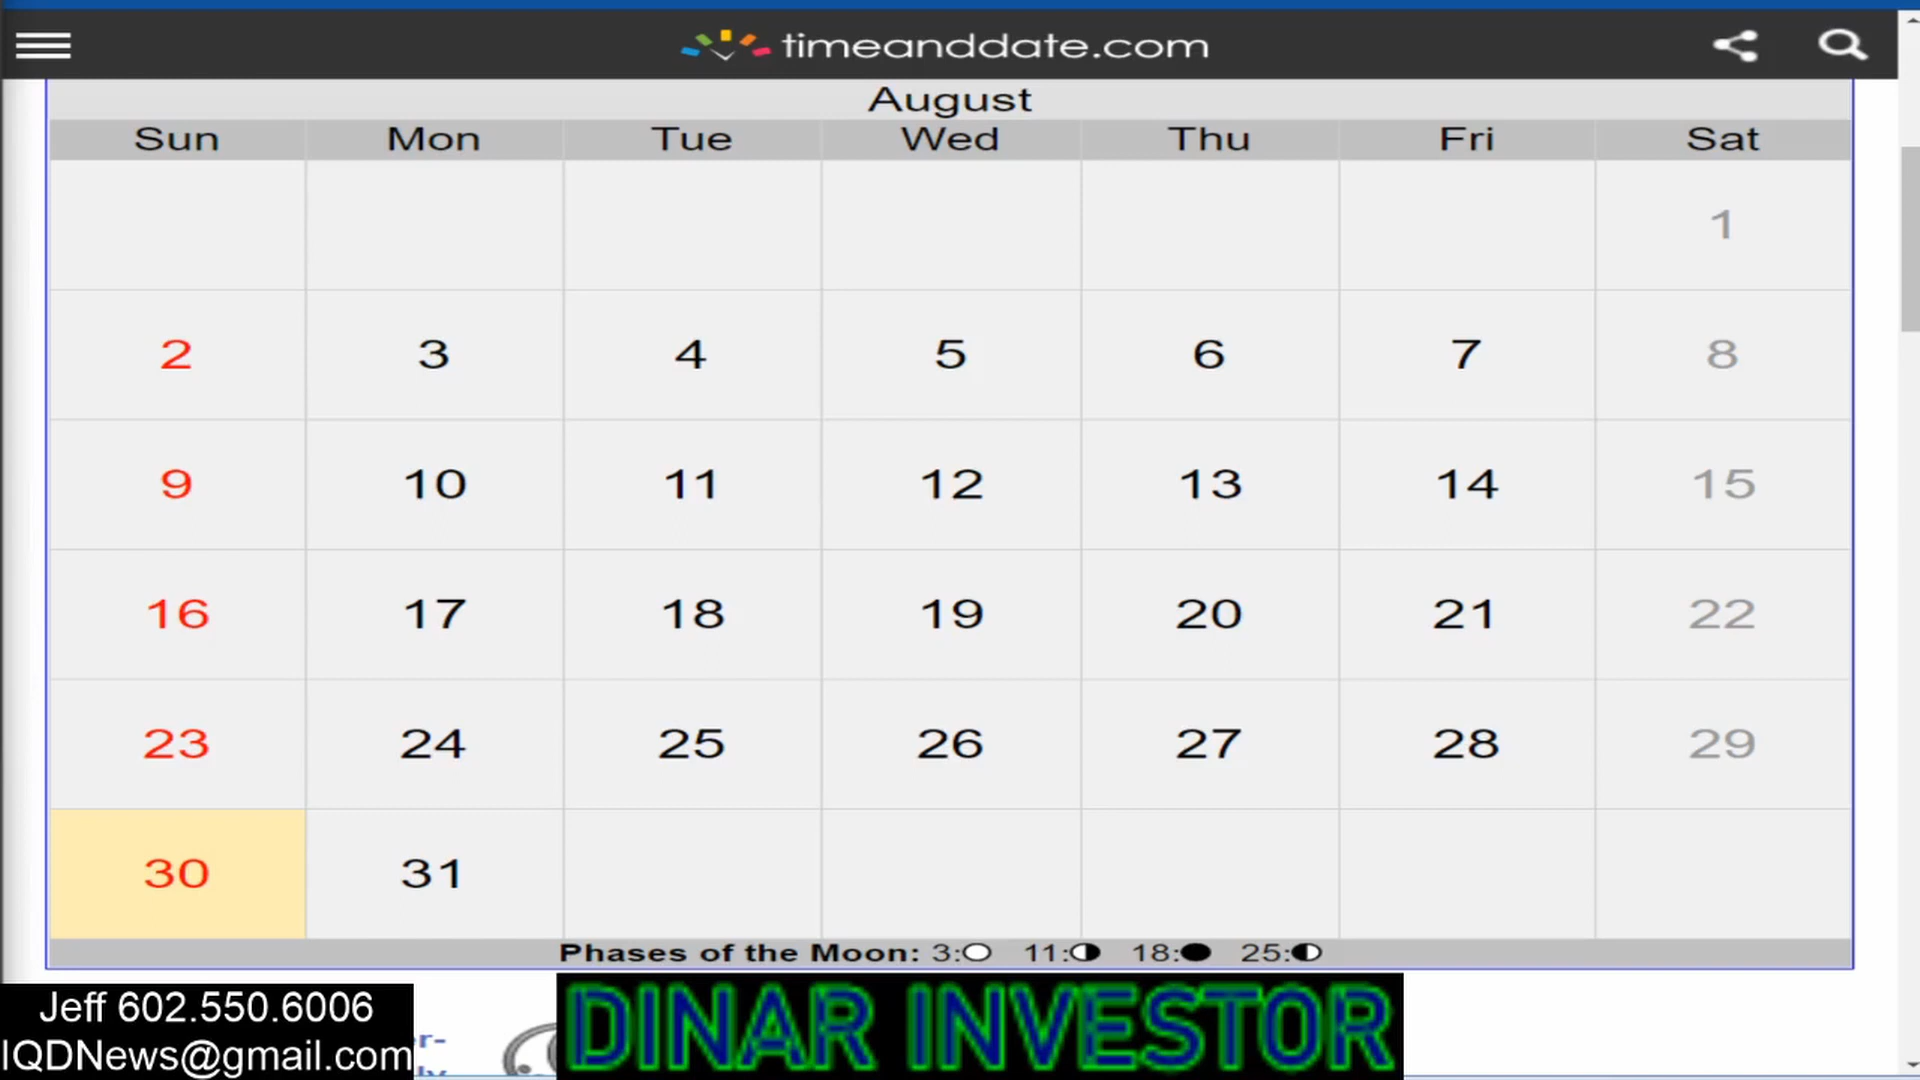 timeanddate.com
August
Sun Mon Tue Wed Thu Fri Sat
1
2 3 4 5 6 7 8
9 10 11 12 13 14 15
16 17 18 19 20 21 22
23 24 25 26 27 28 29
30 31
Phases of the Moon: 3: 11: 18: 25:
Jeff 602.550.6006
IQDNews@gmail.com
DINAR INVESTOR